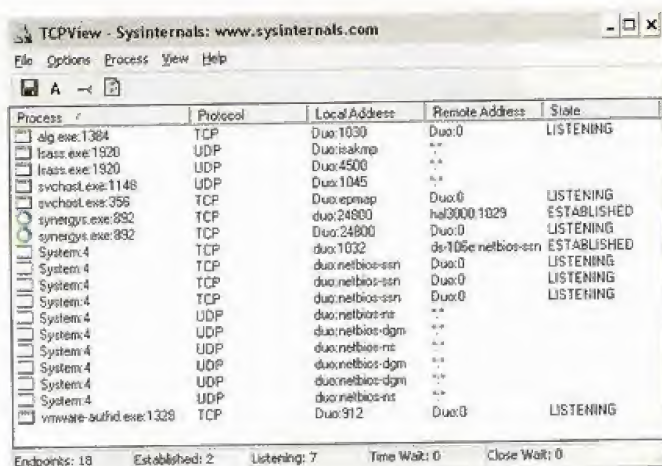 TCPView - Sysinternals: www.sysinternals.com
File Options Process View Help
A
Process Protocol Local Address Remote Address State
alg.exe:1384 TCP Duo:1030 Duo:0 LISTENING
lsass.exe:1920 UDP Duo:isakmp *:*
lsass.exe:1920 UDP Duo:4500 *:*
svchost.exe:1148 UDP Duo:1045 *:*
svchost.exe:356 TCP Duo:epmap Duo:0 LISTENING
synergys.exe:892 TCP duo:24800 hal3000:1029 ESTABLISHED
synergys.exe:892 TCP Duo:24800 Duo:0 LISTENING
System:4 TCP duo:1032 ESTABLISHED
System:4 TCP duo:netbios-ssn Duo:0 LISTENING
System:4 TCP duo:netbios-ssn Duo:0 LISTENING
System:4 TCP duo:netbios-ssn Duo:0 LISTENING
System:4 UDP duo:netbios-ns *:*
System:4 UDP duo:netbios-dgm *:*
System:4 UDP duo:netbios-ns *:*
System:4 UDP duo:netbios-dgm *:*
System:4 UDP duo:netbios-dgm *:*
System:4 UDP duo:netbios-ns *:*
vmware-authd.exe:1328 TCP Duo:912 Duo:0 LISTENING
Endpoints: 18 Established: 2 Listening: 7 Time Wait: 0 Close Wait: 0